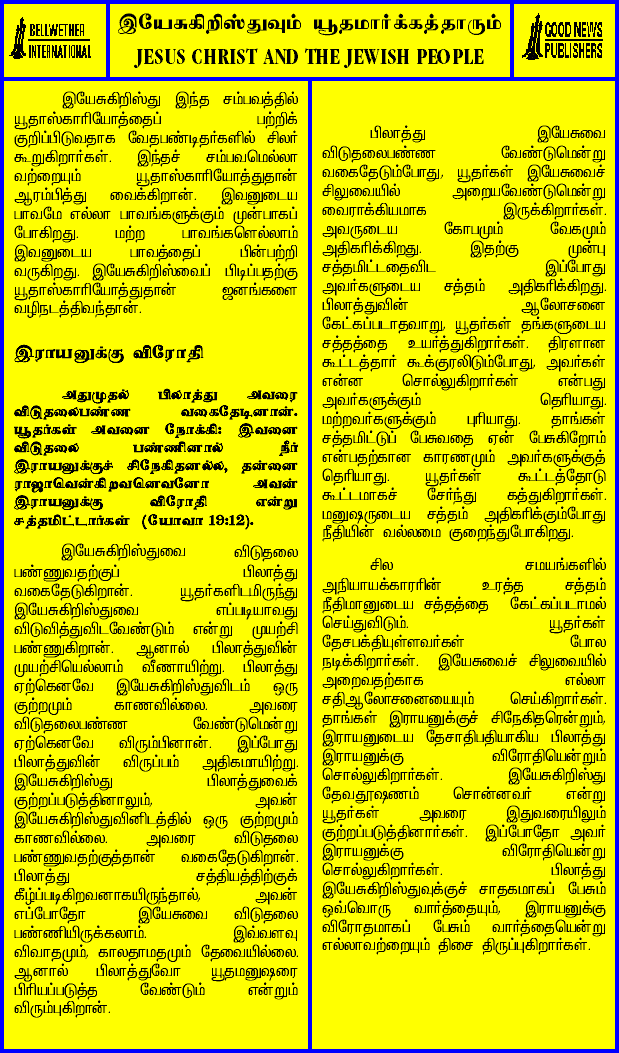 BELLWETHER
INTERNATIONAL
இயேசுகிறிஸ்துவும் யூதமார்க்கத்தாரும்
JESUS CHRIST AND THE JEWISH PEOPLE
GOOD NEWS
PUBLISHERS
இயேசுகிறிஸ்து இந்த சம்பவத்தில்
யூதாஸ்காரியோத்தைப் பற்றிக்
குறிப்பிடுவதாக வேதபண்டிதர்களில் சிலர்
கூறுகிறார்கள். இந்தச் சம்பவமெல்லா
வற்றையும் யூதாஸ்காரியோத்துதான்
ஆரம்பித்து வைக்கிறான். இவனுடைய
பாவமே எல்லா பாவங்களுக்கும் முன்பாகப்
போகிறது. மற்ற பாவங்களெல்லாம்
இவனுடைய பாவத்தைப் பின்பற்றி
வருகிறது. இயேசுகிறிஸ்வைப் பிடிப்பதற்கு
யூதாஸ்காரியோத்துதான் ஜனங்களை
வழிநடத்திவந்தான்.
இராயனுக்கு விரோதி
அதுமுதல் பிலாத்து அவரை
விடுதலைபண்ண வகைதேடினான்.
யூதர்கள் அவனை நோக்கி: இவனை
விடுதலை பண்ணினால் நீர்
இராயனுக்குச் சிநேகிதனல்ல, தன்னை
ராஜாவென்கிறவனெவனோ அவன்
இராயனுக்கு விரோதி என்று
சத்தமிட்டார்கள் (யோவா 19:12).
இயேசுகிறிஸ்துவை விடுதலை
பண்ணுவதற்குப் பிலாத்து
வகைதேடுகிறான். யூதர்களிடமிருந்து
இயேசுகிறிஸ்துவை எப்படியாவது
விடுவித்துவிடவேண்டும் என்று முயற்சி
பண்ணுகிறான். ஆனால் பிலாத்துவின்
முயற்சியெல்லாம் வீணாயிற்று. பிலாத்து
ஏற்கெனவே இயேசுகிறிஸ்துவிடம் ஒரு
குற்றமும் காணவில்லை. அவரை
விடுதலைபண்ண வேண்டுமென்று
ஏற்கெனவே விரும்பினான். இப்போது
பிலாத்துவின் விருப்பம் அதிகமாயிற்று.
இயேசுகிறிஸ்து பிலாத்துவைக்
குற்றப்படுத்தினாலும், அவன்
இயேசுகிறிஸ்துவினிடத்தில் ஒரு குற்றமும்
காணவில்லை. அவரை விடுதலை
பண்ணுவதற்குத்தான் வகைதேடுகிறான்.
பிலாத்து சத்தியத்திற்குக்
கீழ்ப்படிகிறவனாகயிருந்தால், அவன்
எப்போதோ இயேசுவை விடுதலை
பண்ணியிருக்கலாம். இவ்வளவு
விவாதமும், காலதாமதமும் தேவையில்லை.
ஆனால் பிலாத்துவோ யூதமனுஷரை
பிரியப்படுத்த வேண்டும் என்றும்
விரும்புகிறான்.
பிலாத்து இயேசுவை
விடுதலைபண்ண வேண்டுமென்று
வகைதேடும்போது, யூதர்கள் இயேசுவைச்
சிலுவையில் அறையவேண்டுமென்று
வைராக்கியமாக இருக்கிறார்கள்.
அவருடைய கோபமும் வேகமும்
அதிகரிக்கிறது. இதற்கு முன்பு
சத்தமிட்டதைவிட இப்போது
அவர்களுடைய சத்தம் அதிகரிக்கிறது.
பிலாத்துவின் ஆலோசனை
கேட்கப்படாதவாறு, யூதர்கள் தங்களுடைய
சத்தத்தை உயர்த்துகிறார்கள். திரளான
கூட்டத்தார் கூக்குரலிடும்போது, அவர்கள்
என்ன சொல்லுகிறார்கள் என்பது
அவர்களுக்கும் தெரியாது.
மற்றவர்களுக்கும் புரியாது. தாங்கள்
சத்தமிட்டுப் பேசுவதை ஏன் பேசுகிறோம்
என்பதற்கான காரணமும் அவர்களுக்குத்
தெரியாது. யூதர்கள் கூட்டத்தோடு
கூட்டமாகச் சேர்ந்து கத்துகிறார்கள்.
மனுஷருடைய சத்தம் அதிகரிக்கும்போது
நீதியின் வல்லமை குறைந்துபோகிறது.
சில சமயங்களில்
அநியாயக்காரரின் உரத்த சத்தம்
நீதிமானுடைய சத்தத்தை கேட்கப்படாமல்
செய்துவிடும். யூதர்கள்
தேசபக்தியுள்ளவர்கள் போல
நடிக்கிறார்கள். இயேசுவைச் சிலுவையில்
அறைவதற்காக எல்லா
சதிஆலோசனையையும் செய்கிறார்கள்.
தாங்கள் இராயனுக்குச் சிநேகிதரென்றும்,
இராயனுடைய தேசாதிபதியாகிய பிலாத்து
இராயனுக்கு விரோதியென்றும்
சொல்லுகிறார்கள். இயேசுகிறிஸ்து
தேவதூஷணம் சொன்னவர் என்று
யூதர்கள் அவரை இதுவரையிலும்
குற்றப்படுத்தினார்கள். இப்போதோ அவர்
இராயனுக்கு விரோதியென்று
சொல்லுகிறார்கள். பிலாத்து
இயேசுகிறிஸ்துவுக்குச் சாதகமாகப் பேசும்
ஒவ்வொரு வார்த்தையும், இராயனுக்கு
விரோதமாகப் பேசும் வார்த்தையென்று
எல்லாவற்றையும் திசை திருப்புகிறார்கள்.